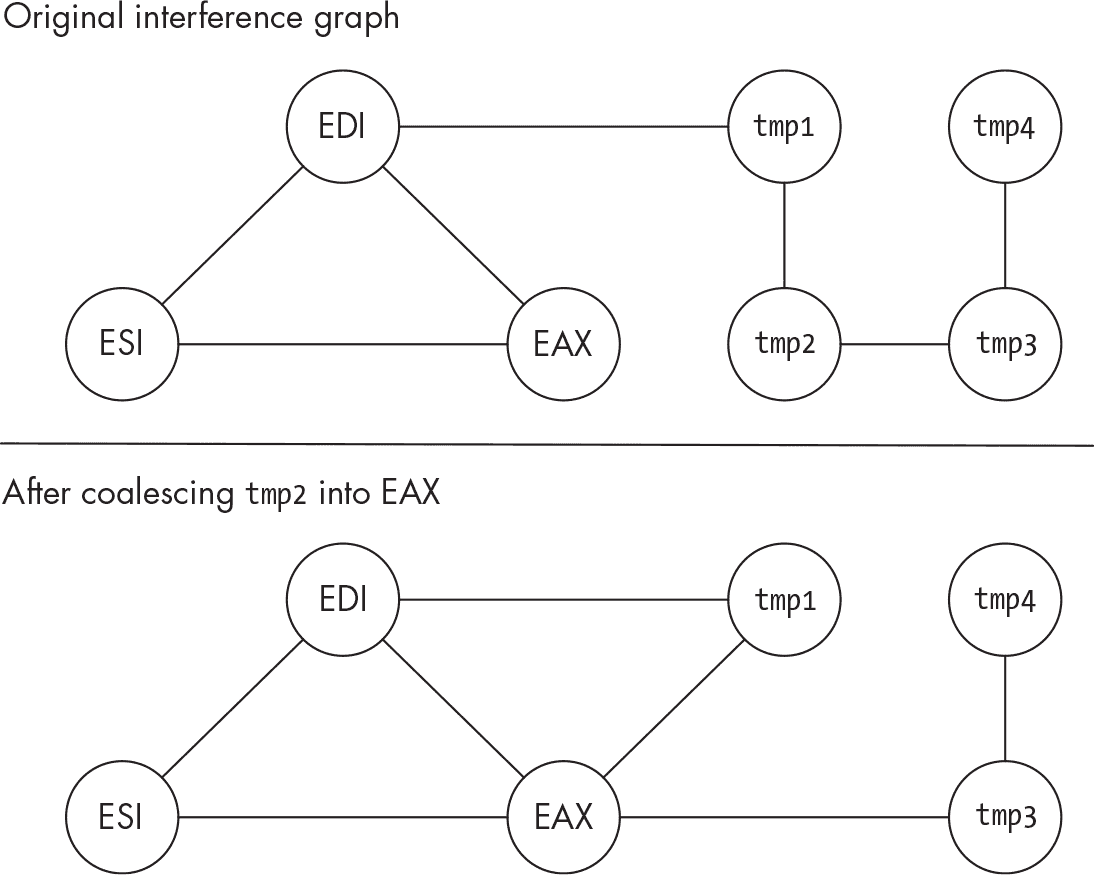 Original interference graph
EDI
tmp1
tmp4
ESI
EAX
tmp2
tmp3
After coalescing tmp2 into EAX
EDI
tmp1
tmp4
ESI
EAX
tmp3